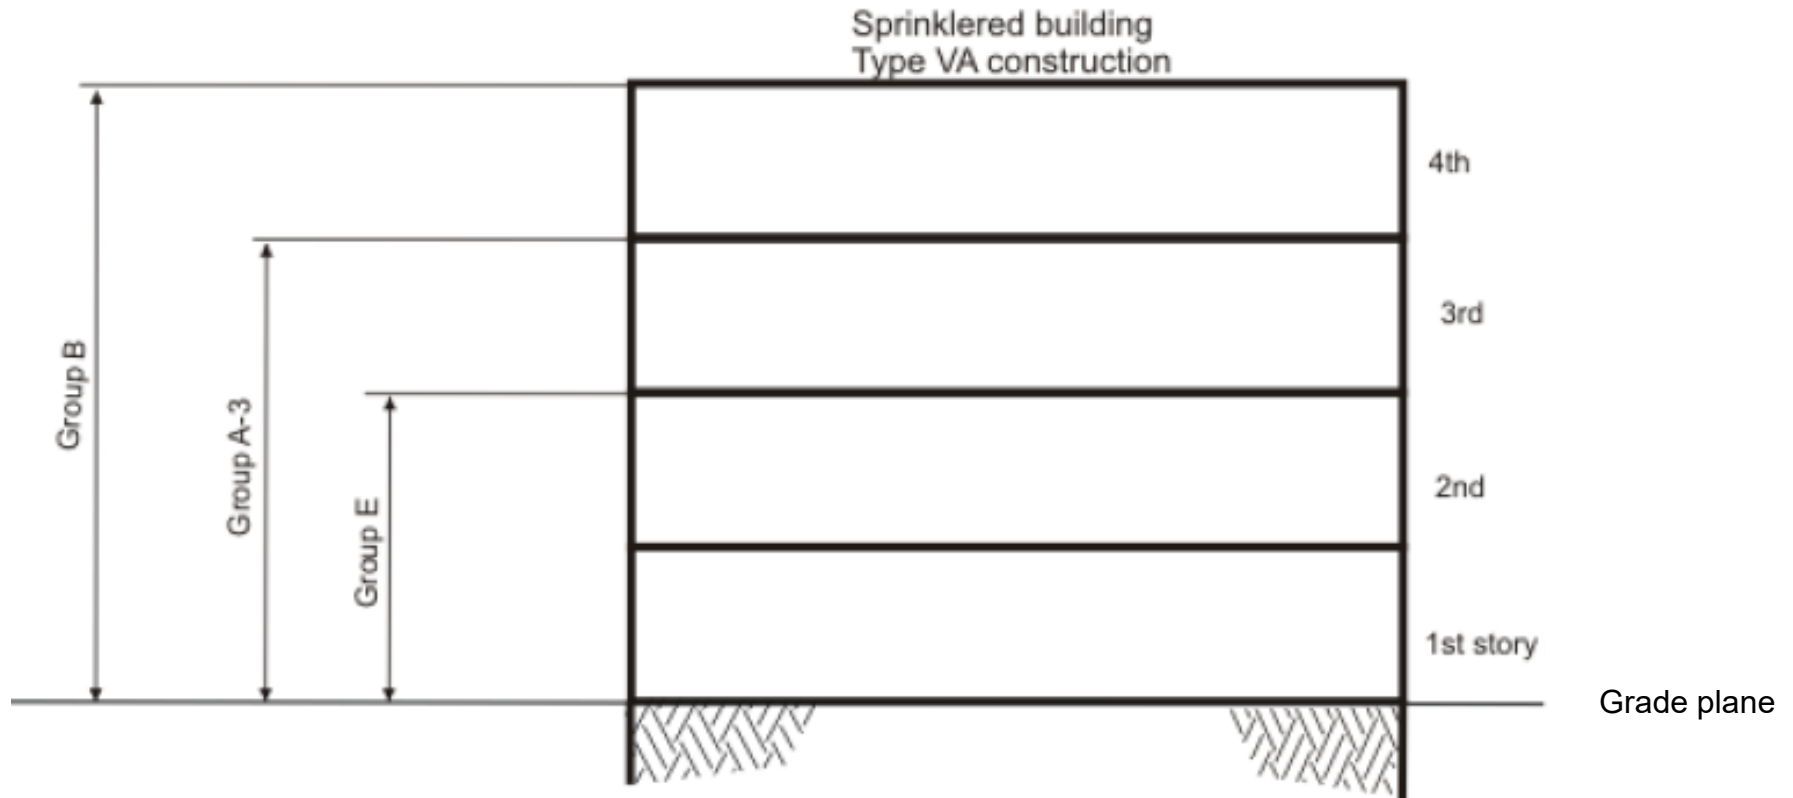 Sprinklered building
Type VA construction
4th
3rd
2nd
1st story
Grade plane
Group B
Group A-3
Group E